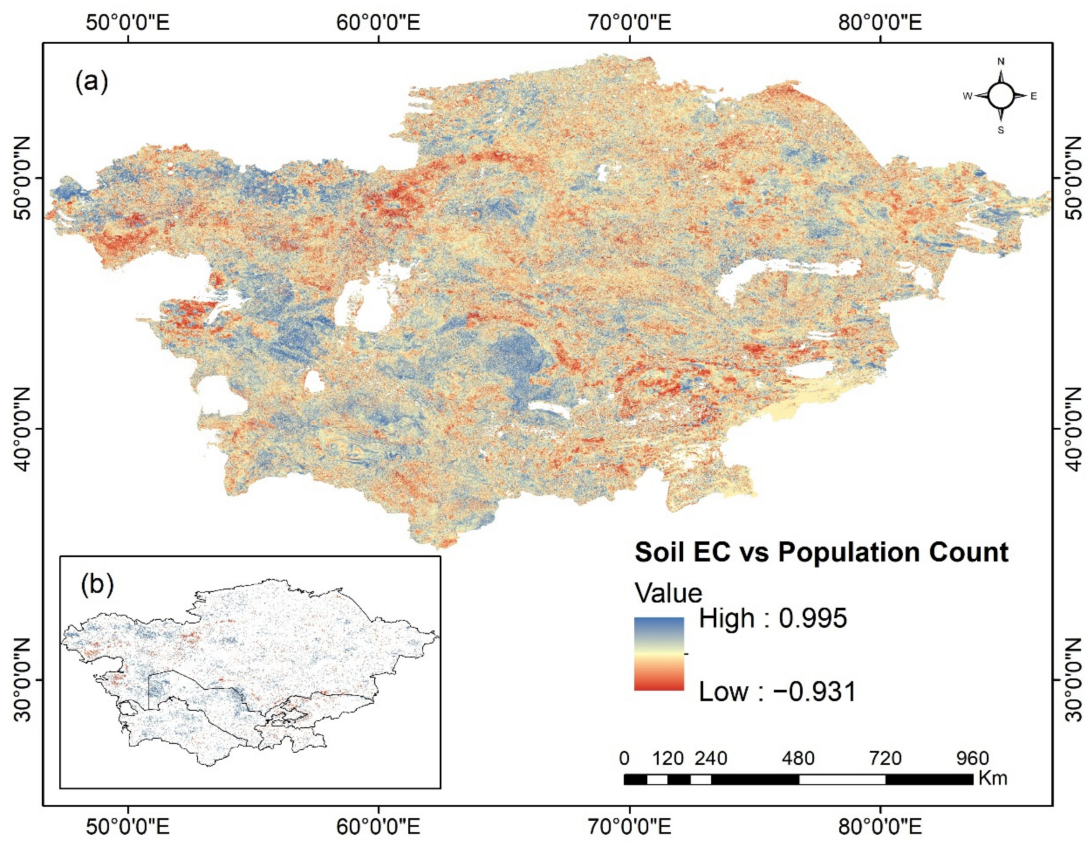 50°0'0"E 60°0'0"E 70°0'0"E 80°0'0"E
(a)
N
W E
S
50°0'0"N 50°0'0"N
40°0'0"N 40°0'0"N
30°0'0"N 30°0'0"N
Soil EC vs Population Count
Value
High : 0.995
Low : −0.931
(b)
0 120 240 480 720 960
Km
50°0'0"E 60°0'0"E 70°0'0"E 80°0'0"E